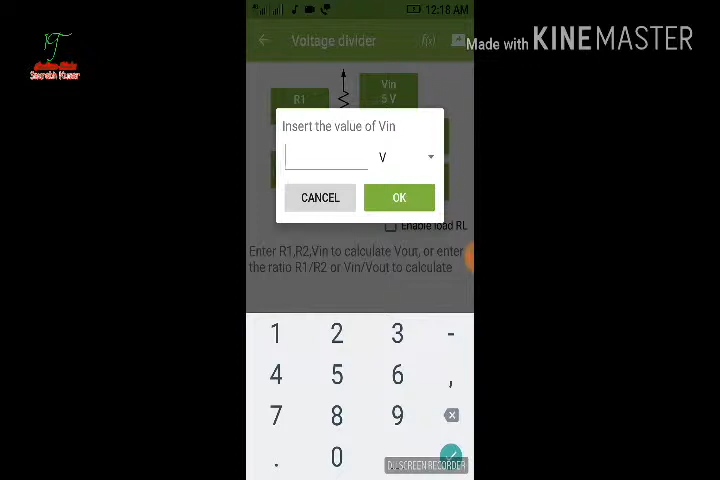 12:18 AM
Voltage divider
f(x)
Made with KINEMASTER
Saurabh Kumar
R1
Vin
5 V
Insert the value of Vin
V
CANCEL
OK
Enable load RL
Enter R1,R2,Vin to calculate Vout, or enter
the ratio R1/R2 or Vin/Vout to calculate
1 2 3 -
4 5 6 ,
7 8 9
. 0
DU SCREEN RECORDER